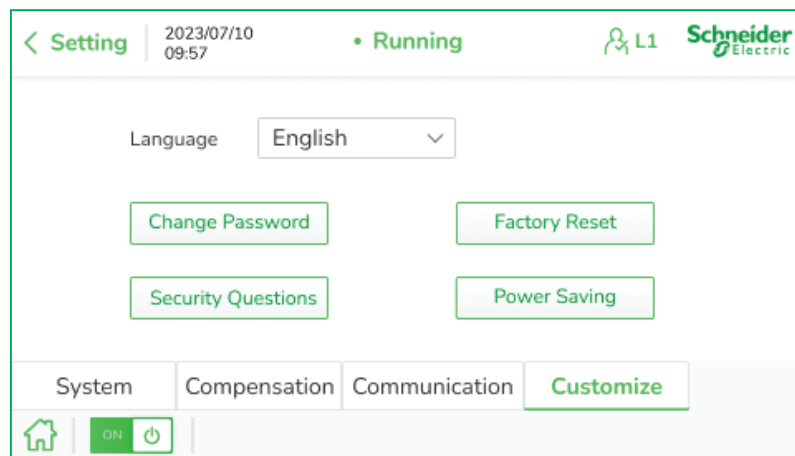 Setting
2023/07/10
09:57
• Running
L1
Schneider
Electric
Language
English
Change Password
Factory Reset
Security Questions
Power Saving
System
Compensation
Communication
Customize
ON